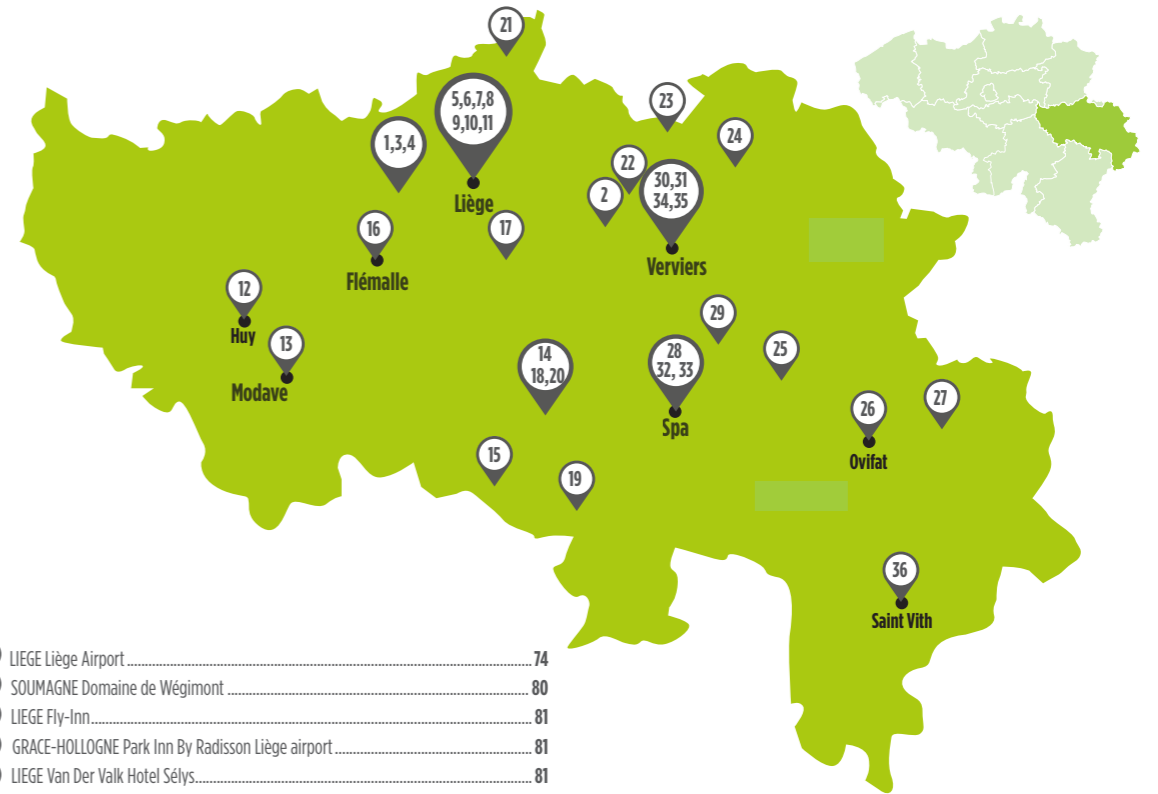 21
5,6,7,8
9,10,11
23
24
1,3,4
22
30,31
34,35
2
Liège
16
17
Verviers
Flémalle
12
29
Huy
13
14
18,20
28
32, 33
25
Modave
26
27
Spa
15
Ovifat
19
36
Saint Vith
LIEGE Liège Airport 74
SOUMAGNE Domaine de Wégimont 80
LIEGE Fly-Inn 81
GRACE-HOLLOGNE Park Inn By Radisson Liège airport 81
LIEGE Van Der Valk Hotel Sélys 81